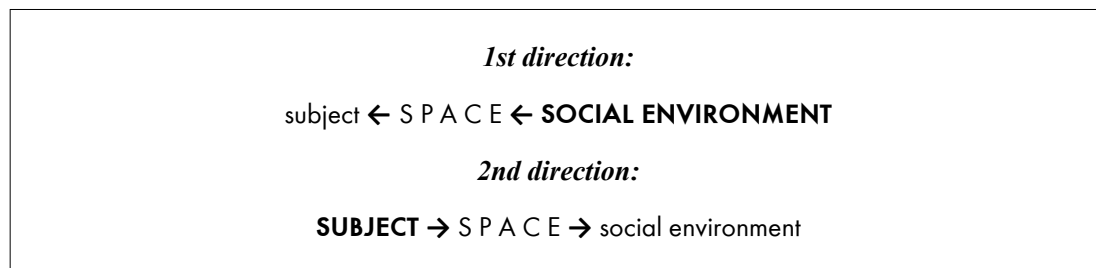 1st direction:
subject ← S P A C E ← SOCIAL ENVIRONMENT
2nd direction:
SUBJECT → S P A C E → social environment